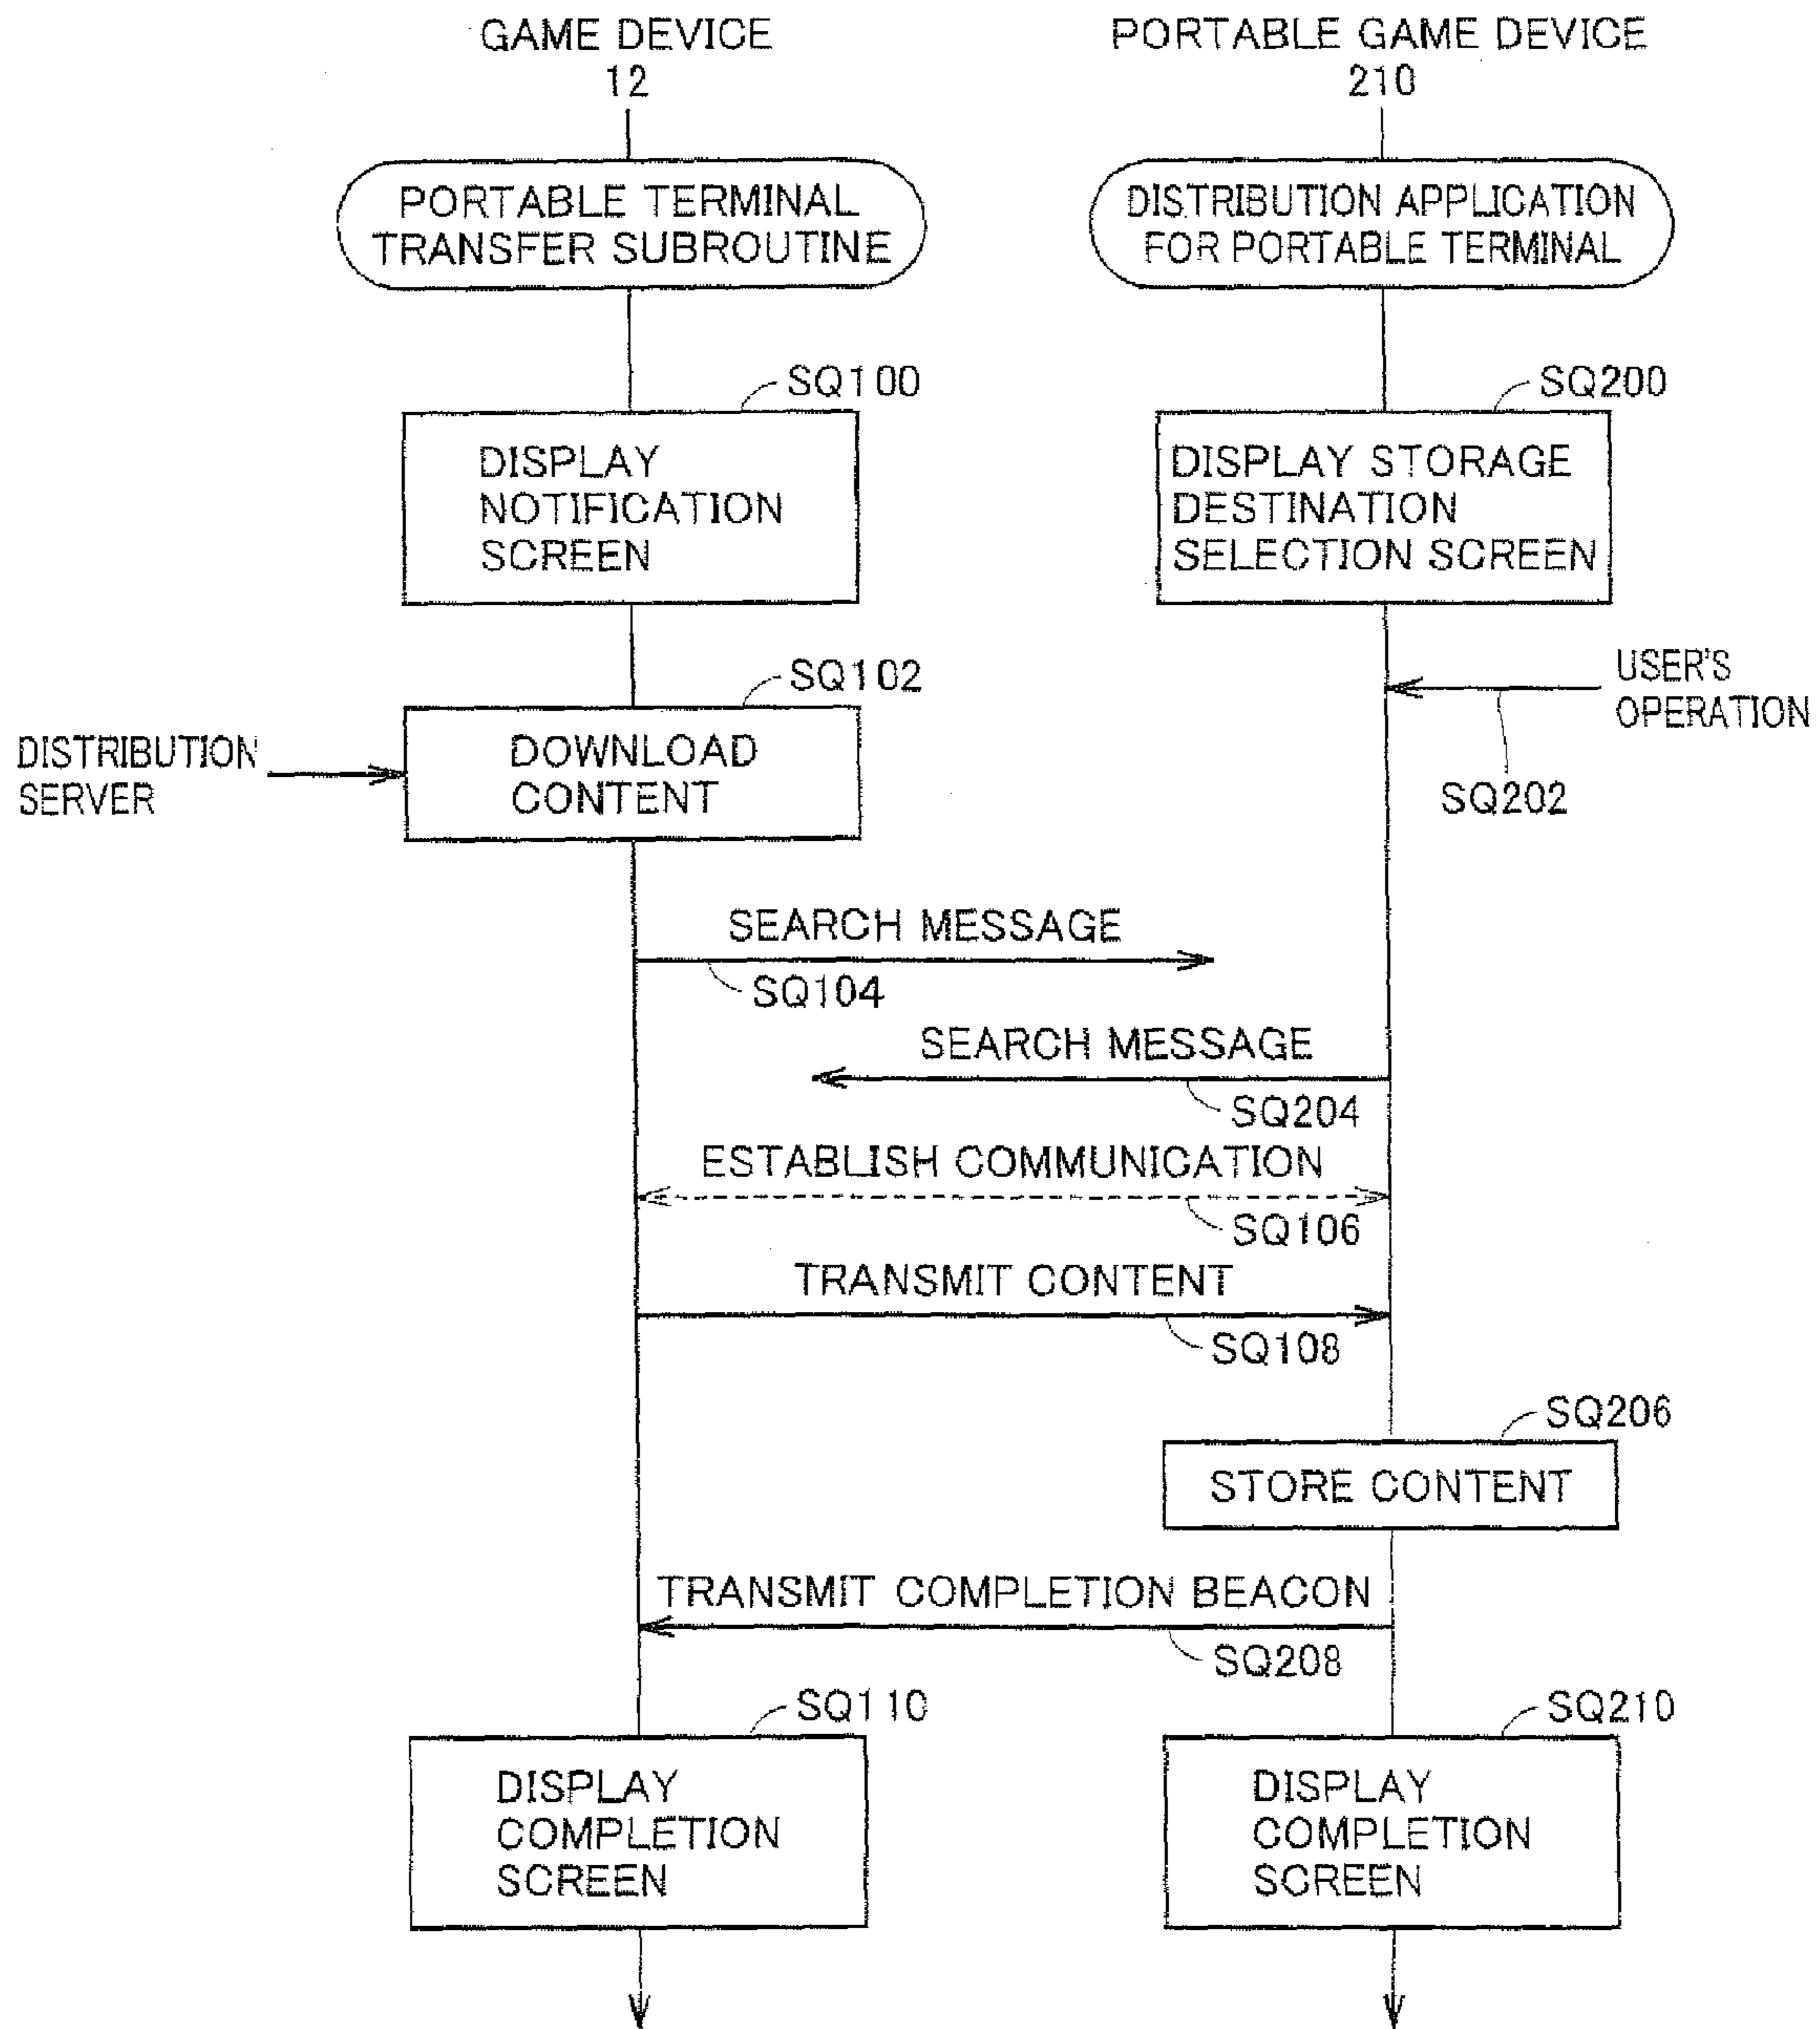 GAME DEVICE
12
PORTABLE GAME DEVICE
210
PORTABLE TERMINAL
TRANSFER SUBROUTINE
DISTRIBUTION APPLICATION
FOR PORTABLE TERMINAL
SQ100
SQ200
DISPLAY
NOTIFICATION
SCREEN
DISPLAY STORAGE
DESTINATION
SELECTION SCREEN
SQ102
USER'S
OPERATION
SQ202
DISTRIBUTION
SERVER
DOWNLOAD
CONTENT
SEARCH MESSAGE
SQ104
SEARCH MESSAGE
SQ204
ESTABLISH COMMUNICATION
SQ106
TRANSMIT CONTENT
SQ108
SQ206
STORE CONTENT
TRANSMIT COMPLETION BEACON
SQ208
SQ110
SQ210
DISPLAY
COMPLETION
SCREEN
DISPLAY
COMPLETION
SCREEN